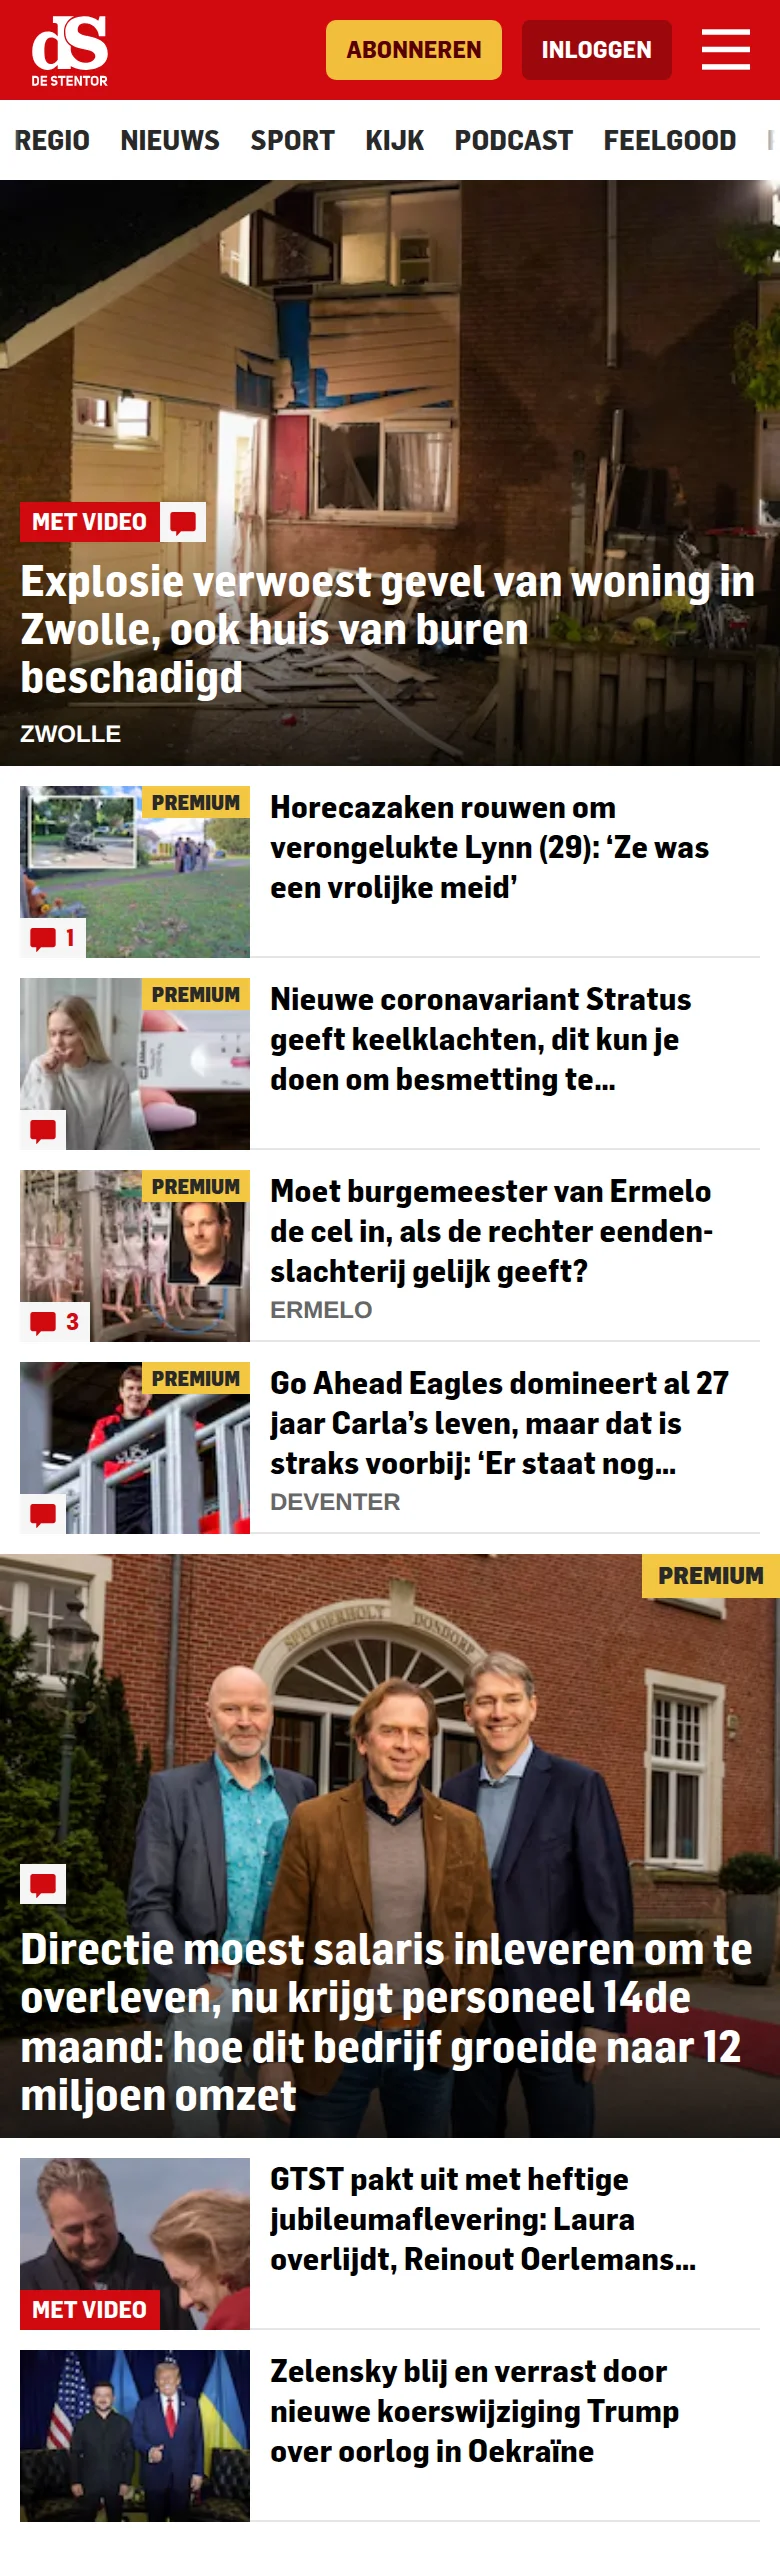 dS
DE STENTOR
ABONNEREN
INLOGGEN
REGIO NIEUWS SPORT KIJK PODCAST FEELGOOD
MET VIDEO
Explosie verwoest gevel van woning in
Zwolle, ook huis van buren
beschadigd
ZWOLLE
PREMIUM
1
Horecazaken rouwen om
verongelukte Lynn (29): ‘Ze was
een vrolijke meid’
PREMIUM
Nieuwe coronavariant Stratus
geeft keelklachten, dit kun je
doen om besmetting te...
PREMIUM
3
Moet burgemeester van Ermelo
de cel in, als de rechter eenden-
slachterij gelijk geeft?
ERMELO
PREMIUM
Go Ahead Eagles domineert al 27
jaar Carla’s leven, maar dat is
straks voorbij: ‘Er staat nog...
DEVENTER
PREMIUM
SPELDERHOLT DONDORP
Directie moest salaris inleveren om te
overleven, nu krijgt personeel 14de
maand: hoe dit bedrijf groeide naar 12
miljoen omzet
MET VIDEO
GTST pakt uit met heftige
jubileumaflevering: Laura
overlijdt, Reinout Oerlemans...
Zelensky blij en verrast door
nieuwe koerswijziging Trump
over oorlog in Oekraïne